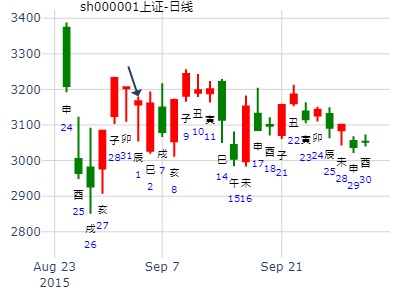 sh000001上证-日线
3400
3300
3200
3100
3000
2900
2800
申
24
酉
25
戌
26
亥
27
子
28
卯
31
辰
1
巳
2
戌
7
亥
8
子
9
丑
10
寅
11
巳
14
午
15
未
16
申
17
酉
18
子
21
丑
22
寅
23
卯
24
辰
25
未
28
申
29
酉
30
Aug 23
2015
Sep 7
Sep 21